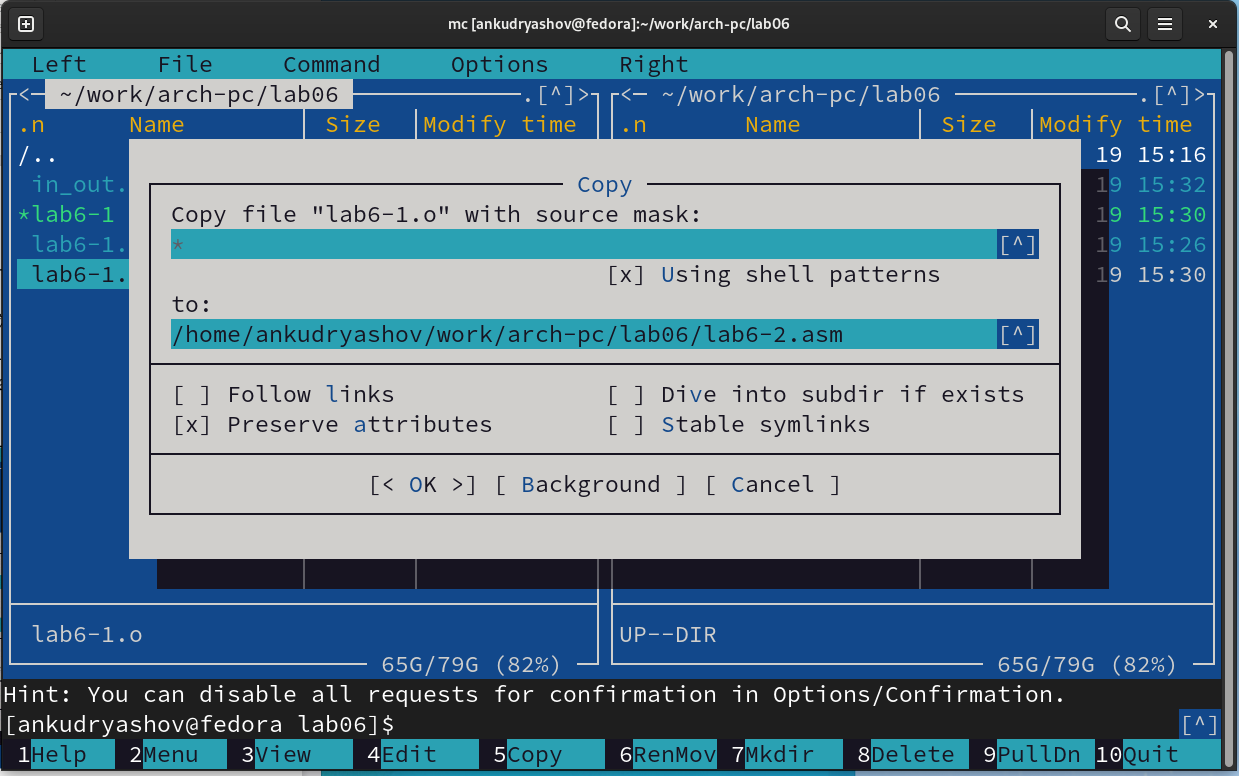 mc [ankudryashov@fedora]:~/work/arch-pc/lab06
Left File Command Options Right
<─ ~/work/arch-pc/lab06 ─.[^]> <─ ~/work/arch-pc/lab06 ─.[^]>
.n Name Size Modify time .n Name Size Modify time
/.. 19 15:16
in_out. 19 15:32
*lab6-1 19 15:30
lab6-1. 19 15:26
lab6-1. 19 15:30
Copy
Copy file "lab6-1.o" with source mask:
* [^]
[x] Using shell patterns
to:
/home/ankudryashov/work/arch-pc/lab06/lab6-2.asm [^]
[ ] Follow links [ ] Dive into subdir if exists
[x] Preserve attributes [ ] Stable symlinks
[< OK >] [ Background ] [ Cancel ]
lab6-1.o UP--DIR
65G/79G (82%) 65G/79G (82%)
Hint: You can disable all requests for confirmation in Options/Confirmation.
[ankudryashov@fedora lab06]$ [^]
1Help 2Menu 3View 4Edit 5Copy 6RenMov 7Mkdir 8Delete 9PullDn 10Quit